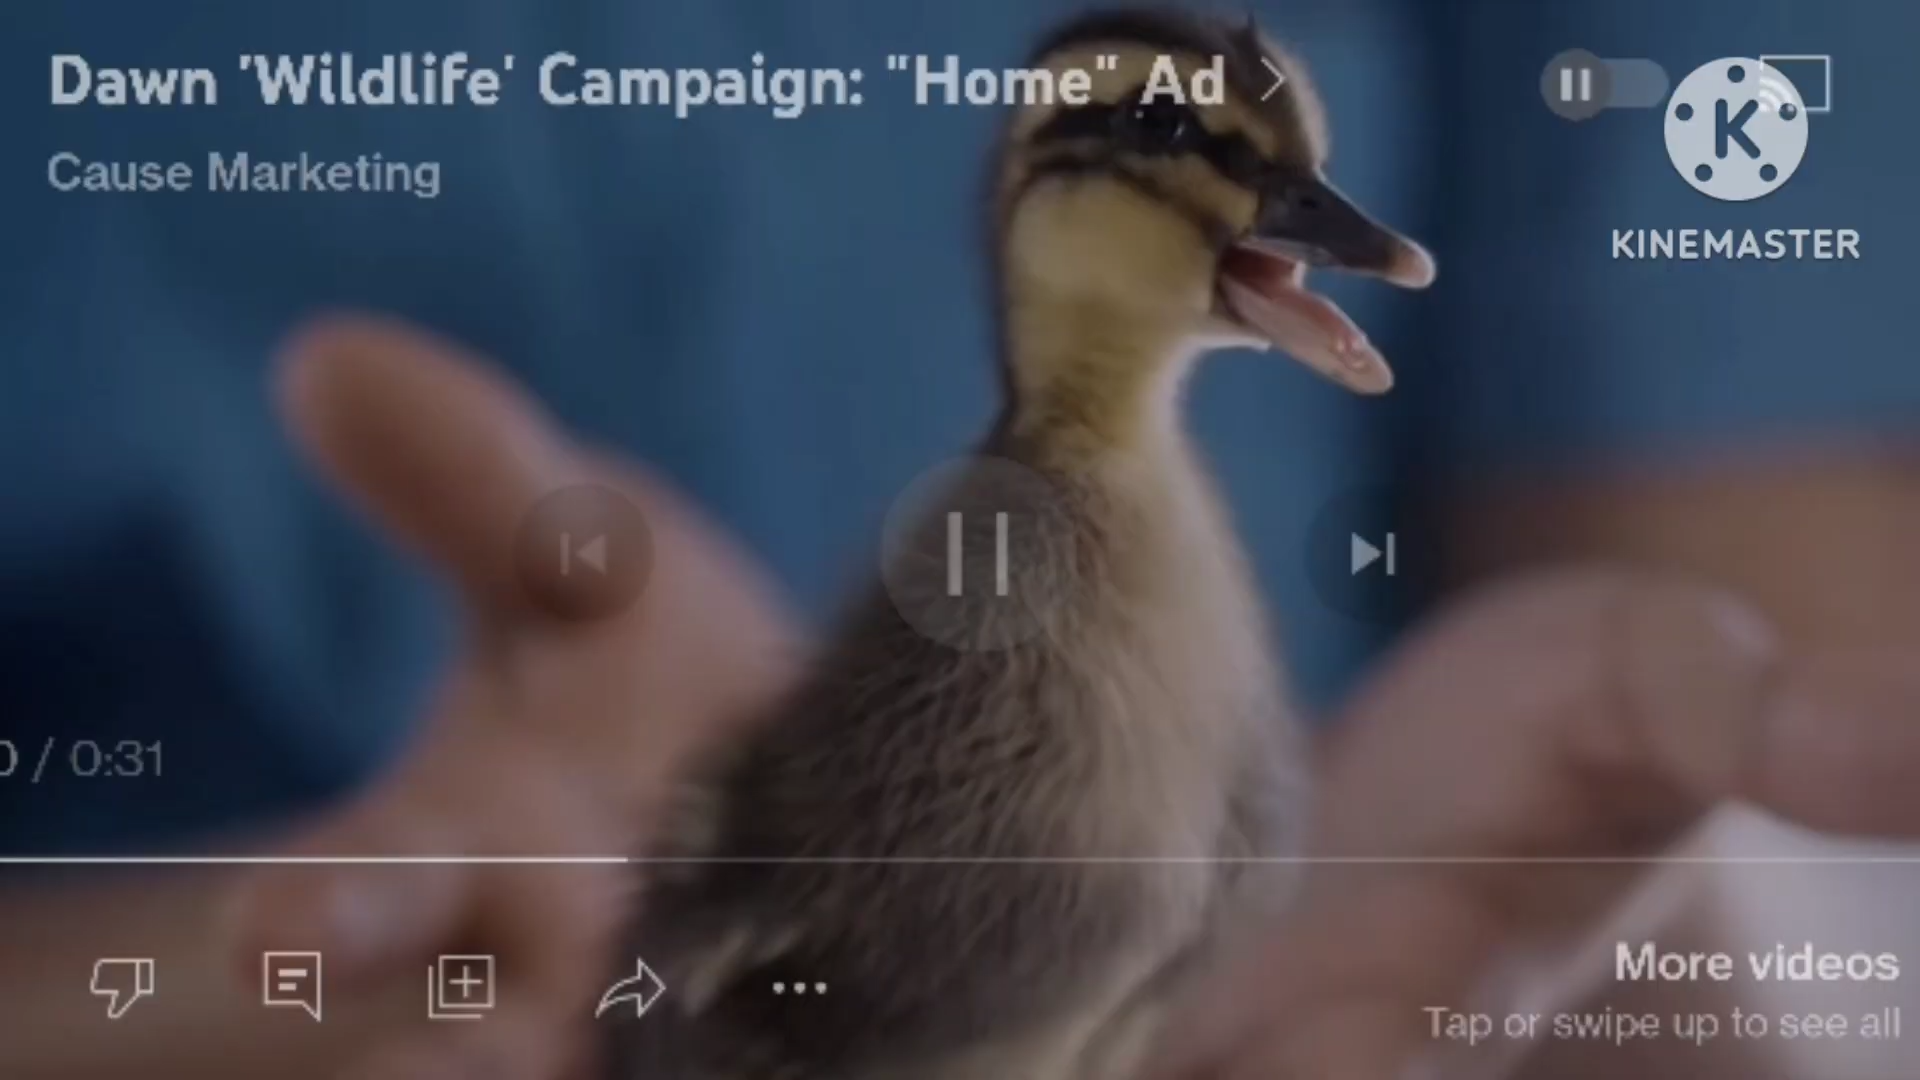 Dawn 'Wildlife' Campaign: "Home" Ad
Cause Marketing
K
KINEMASTER
/ 0:31
More videos
Tap or swipe up to see all